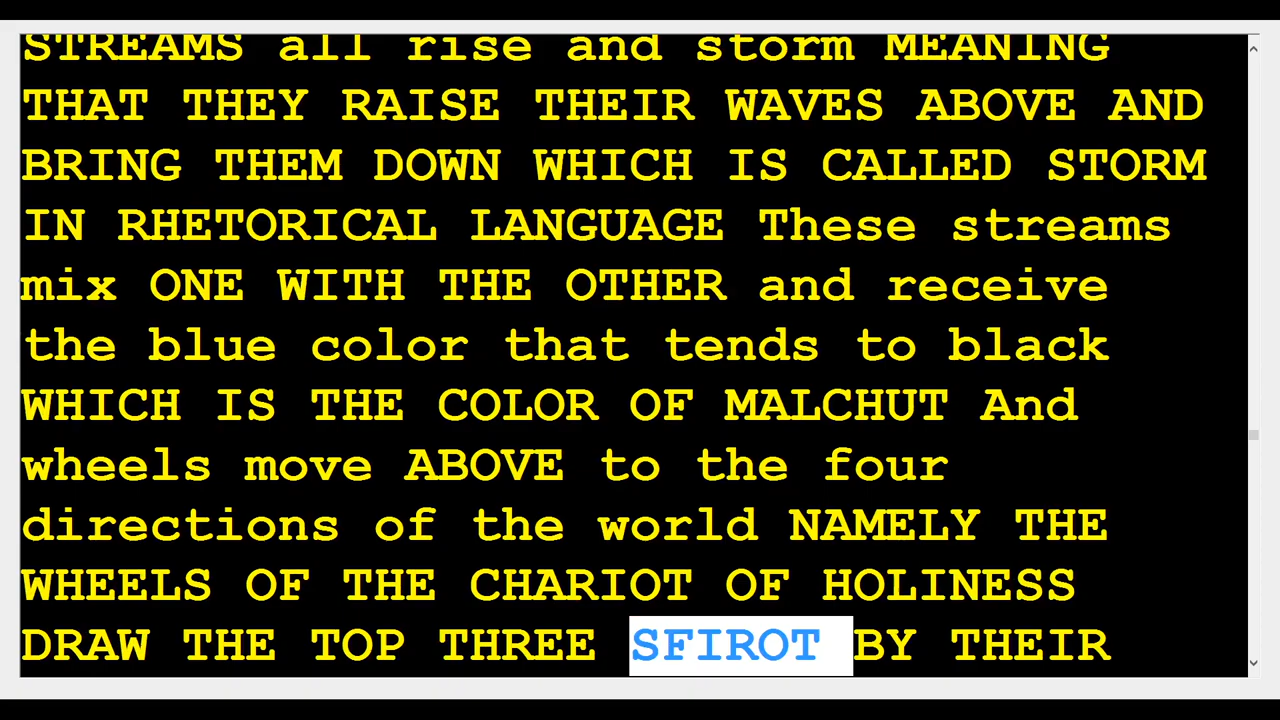 STREAMS all rise and storm MEANING
THAT THEY RAISE THEIR WAVES ABOVE AND
BRING THEM DOWN WHICH IS CALLED STORM
IN RHETORICAL LANGUAGE These streams
mix ONE WITH THE OTHER and receive
the blue color that tends to black
WHICH IS THE COLOR OF MALCHUT And
wheels move ABOVE to the four
directions of the world NAMELY THE
WHEELS OF THE CHARIOT OF HOLINESS
DRAW THE TOP THREE SFIROT BY THEIR